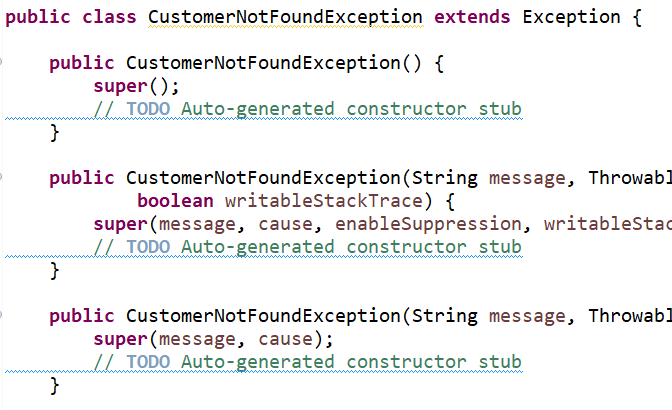 public class CustomerNotFoundException extends Exception {
public CustomerNotFoundException() {
super();
// TODO Auto-generated constructor stub
}
public CustomerNotFoundException(String message, Throwabl
boolean writableStackTrace) {
super(message, cause, enableSuppression, writableStac
// TODO Auto-generated constructor stub
}
public CustomerNotFoundException(String message, Throwabl
super(message, cause);
// TODO Auto-generated constructor stub
}